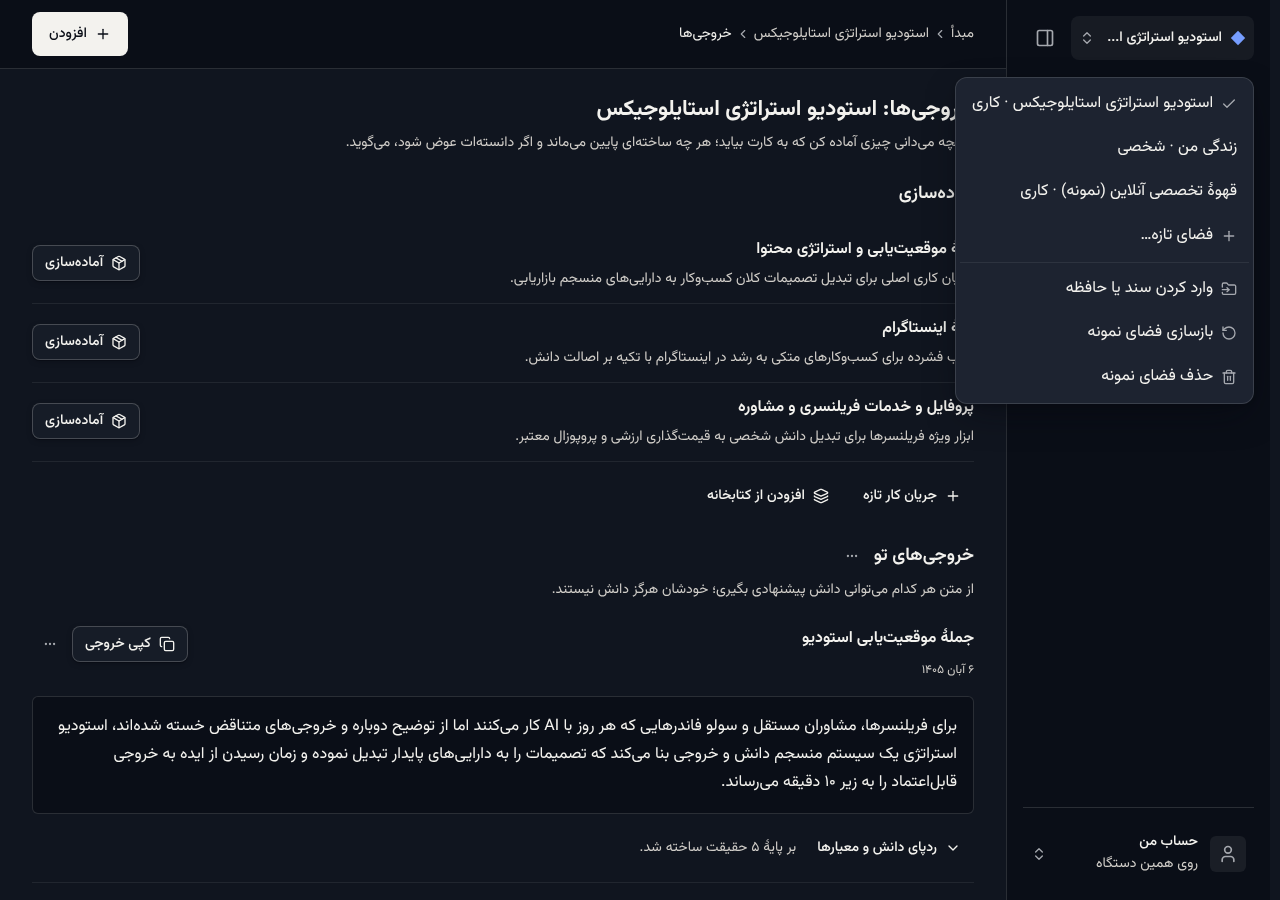 استودیو استراتژی ا...
مبدأ › استودیو استراتژی استایلوجیکس › خروجی‌ها
افزودن
استودیو استراتژی استایلوجیکس · کاری
زندگی من · شخصی
قهوهٔ تخصصی آنلاین (نمونه) · کاری
فضای تازه…
وارد کردن سند یا حافظه
بازسازی فضای نمونه
حذف فضای نمونه
استودیو استراتژی استایلوجیکس
می‌دانی چیزی آماده کن که به کارت بیاید؛ هر چه ساخته‌ای پایین می‌ماند و اگر دانسته‌ات عوض شود، می‌گوید.
موقعیت‌یابی و استراتژی محتوا
کاری اصلی برای تبدیل تصمیمات کلان کسب‌وکار به دارایی‌های منسجم بازاریابی.
آماده‌سازی
اینستاگرام
فشرده برای کسب‌وکارهای متکی به رشد در اینستاگرام با تکیه بر اصالت دانش.
آماده‌سازی
پروفایل و خدمات فریلنسری و مشاوره
ابزار ویژه فریلنسرها برای تبدیل دانش شخصی به قیمت‌گذاری ارزشی و پروپوزال معتبر.
آماده‌سازی
جریان کار تازه
افزودن از کتابخانه
خروجی‌های تو ...
از متن هر کدام می‌توانی دانش پیشنهادی بگیری؛ خودشان هرگز دانش نیستند.
جملهٔ موقعیت‌یابی استودیو
کپی خروجی ...
۶ آبان ۱۴۰۵
برای فریلنسرها، مشاوران مستقل و سولو فاندرهایی که هر روز با AI کار می‌کنند اما از توضیح دوباره و خروجی‌های متناقض خسته شده‌اند، استودیو
استراتژی یک سیستم منسجم دانش و خروجی بنا می‌کند که تصمیمات را به دارایی‌های پایدار تبدیل نموده و زمان رسیدن از ایده به خروجی
قابل‌اعتماد را به زیر ۱۰ دقیقه می‌رساند.
ردپای دانش و معیارها
بر پایهٔ ۵ حقیقت ساخته شد.
حساب من
روی همین دستگاه